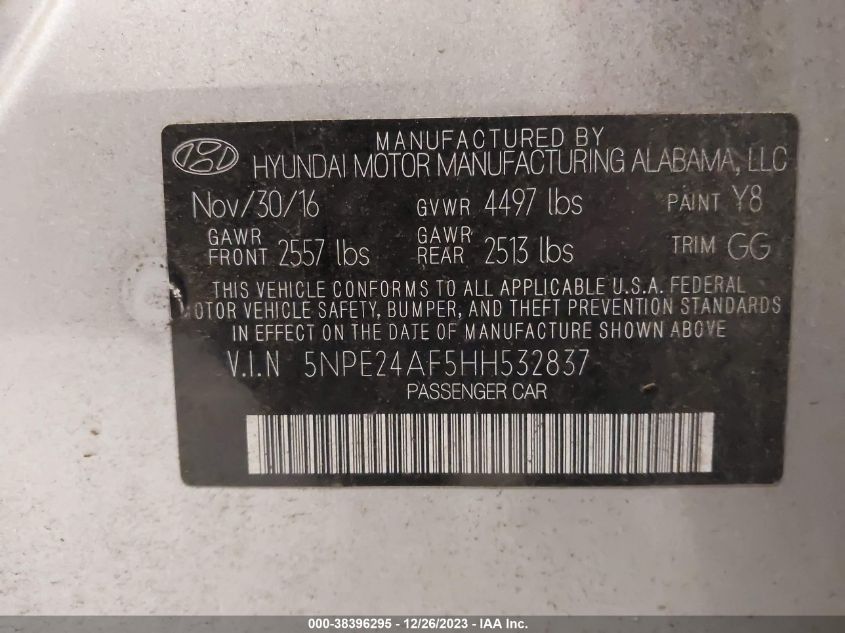 MANUFACTURED BY
HYUNDAI MOTOR MANUFACTURING ALABAMA, LLC
Nov/30/16 GVWR 4497 lbs PAINT Y8
GAWR FRONT 2557 lbs GAWR REAR 2513 lbs TRIM GG
THIS VEHICLE CONFORMS TO ALL APPLICABLE U.S.A. FEDERAL
MOTOR VEHICLE SAFETY, BUMPER, AND THEFT PREVENTION STANDARDS
IN EFFECT ON THE DATE OF MANUFACTURE SHOWN ABOVE
V.I.N 5NPE24AF5HH532837
PASSENGER CAR
000-38396295 - 12/26/2023 - IAA Inc.